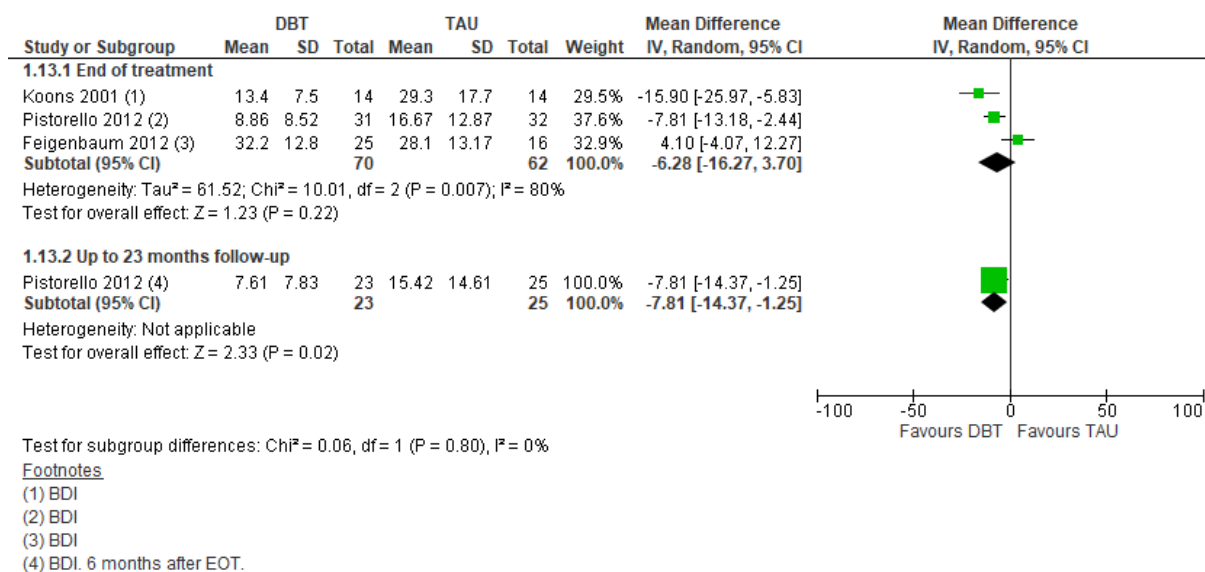 DBT TAU Mean Difference Mean Difference
Study or Subgroup Mean SD Total Mean SD Total Weight IV, Random, 95% CI IV, Random, 95% CI
1.13.1 End of treatment
Koons 2001 (1) 13.4 7.5 14 29.3 17.7 14 29.5% -15.90 [-25.97, -5.83]
Pistorello 2012 (2) 8.86 8.52 31 16.67 12.87 32 37.6% -7.81 [-13.18, -2.44]
Feigenbaum 2012 (3) 32.2 12.8 25 28.1 13.17 16 32.9% 4.10 [-4.07, 12.27]
Subtotal (95% CI) 70 62 100.0% -6.28 [-16.27, 3.70]
Heterogeneity: Tau² = 61.52; Chi² = 10.01, df = 2 (P = 0.007); I² = 80%
Test for overall effect: Z = 1.23 (P = 0.22)
1.13.2 Up to 23 months follow-up
Pistorello 2012 (4) 7.61 7.83 23 15.42 14.61 25 100.0% -7.81 [-14.37, -1.25]
Subtotal (95% CI) 23 25 100.0% -7.81 [-14.37, -1.25]
Heterogeneity: Not applicable
Test for overall effect: Z = 2.33 (P = 0.02)
-100 -50 0 50 100
Favours DBT Favours TAU
Test for subgroup differences: Chi² = 0.06, df = 1 (P = 0.80), I² = 0%
Footnotes
(1) BDI
(2) BDI
(3) BDI
(4) BDI. 6 months after EOT.